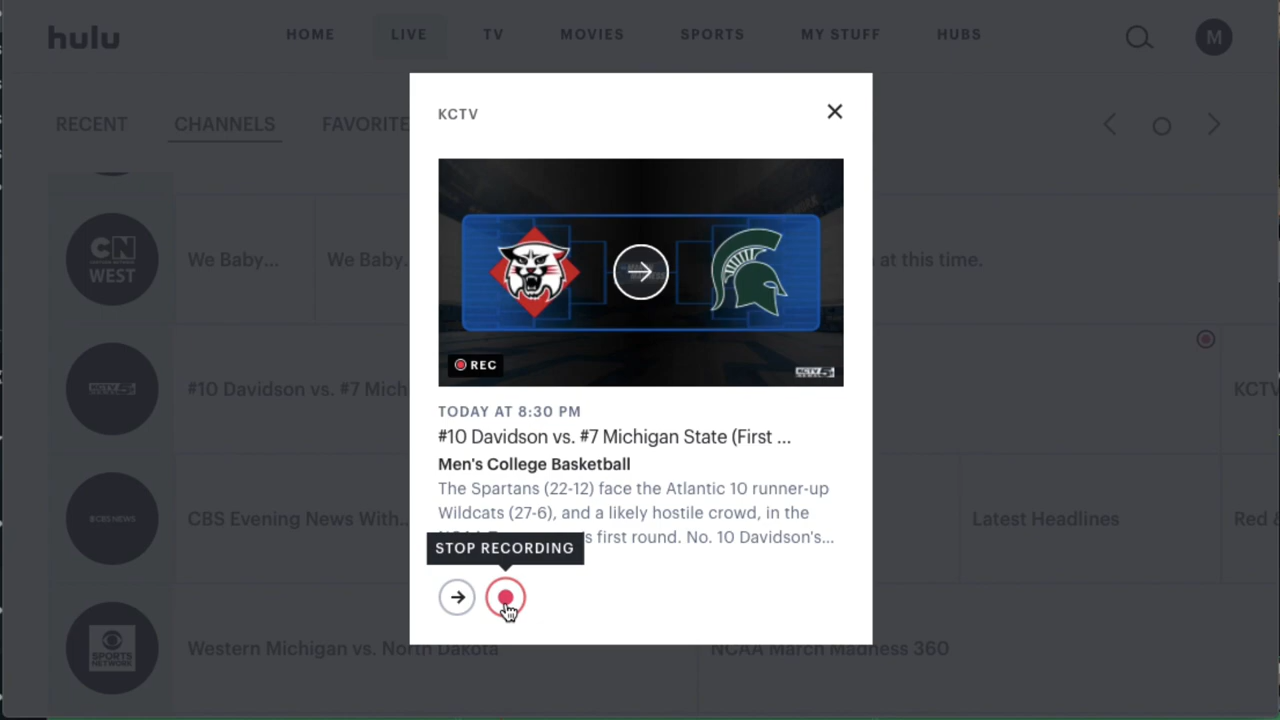 hulu
HOME
LIVE
TV
MOVIES
SPORTS
MY STUFF
HUBS
M
RECENT
CHANNELS
FAVORITE
KCTV
REC
KCTV5
TODAY AT 8:30 PM
#10 Davidson vs. #7 Michigan State (First ...
Men's College Basketball
The Spartans (22-12) face the Atlantic 10 runner-up
Wildcats (27-6), and a likely hostile crowd, in the
s first round. No. 10 Davidson's...
STOP RECORDING
CN
WEST
We Baby...
We Baby.
at this time.
KCTV5
#10 Davidson vs. #7 Mich
KCTV
CBS NEWS
CBS Evening News With..
Latest Headlines
Red
SPORTS
NETWORK
Western Michigan vs. North Dakota
NCAA March Madness 360